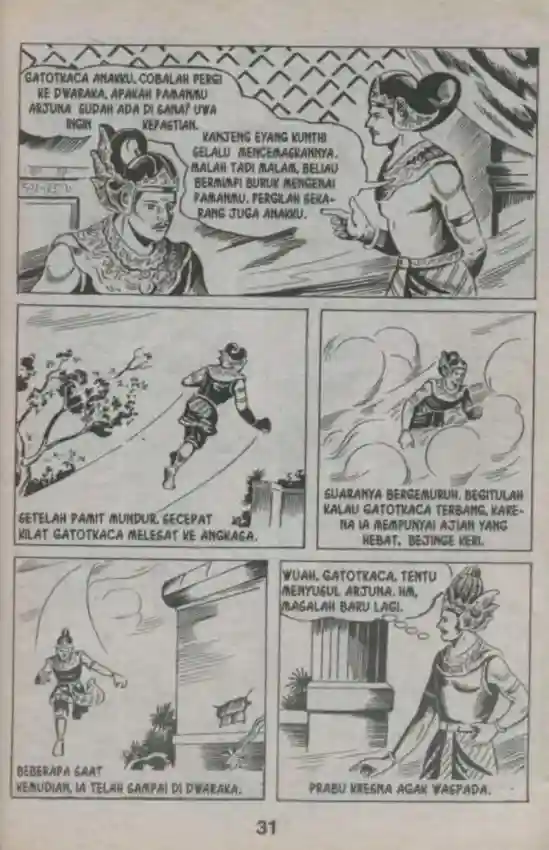 GATOTKACA ANAKKU. COBALAH PERGI
KE DWARAKA, APAKAH PAMANMU
ARJUNA SUDAH ADA DI SANA? UWA
INGIN KEPASTIAN.
KANJENG EYANG KUNTHI
SELALU MENCEMASKANNYA.
MALAH TADI MALAM, BELIAU
BERMIMPI BURUK MENGENAI
PAMANMU. PERGILAH SEKA-
RANG JUGA ANAKKU.
SETELAH PAMIT MUNDUR. SECEPAT
KILAT GATOTKACA MELESAT KE ANGKASA.
SUARANYA BERGEMURUH. BEGITULAH
KALAU GATOTKACA TERBANG, KARE-
NA IA MEMPUNYAI AJIAN YANG
HEBAT.
BEBERAPA SAAT
KEMUDIAN, IA TELAH SAMPAI DI DWARAKA.
WUAH, GATOTKACA, TENTU
MENYUSUL ARJUNA. HM,
MASALAH BARU LAGI.
PRABU KRESNA AGAK WASPADA.
31